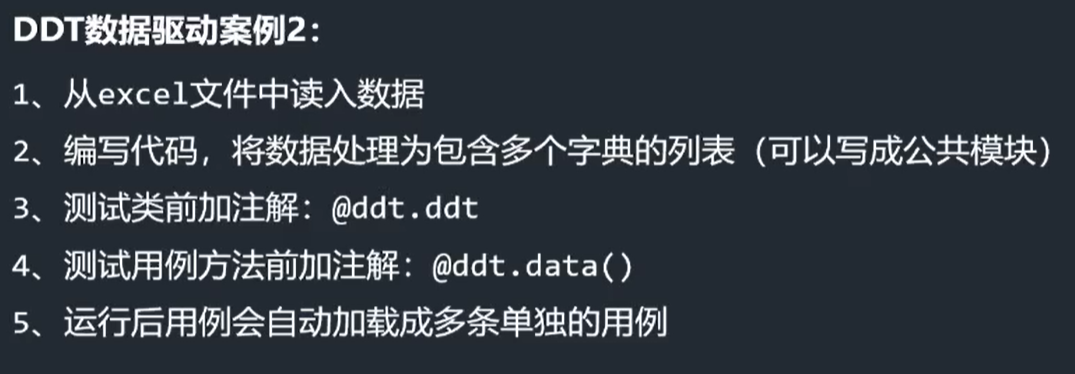 DDT数据驱动案例2：
1、从excel文件中读入数据
2、编写代码，将数据处理为包含多个字典的列表（可以写成公共模块）
3、测试类前加注解：@ddt.ddt
4、测试用例方法前加注解：@ddt.data()
5、运行后用例会自动加载成多条单独的用例